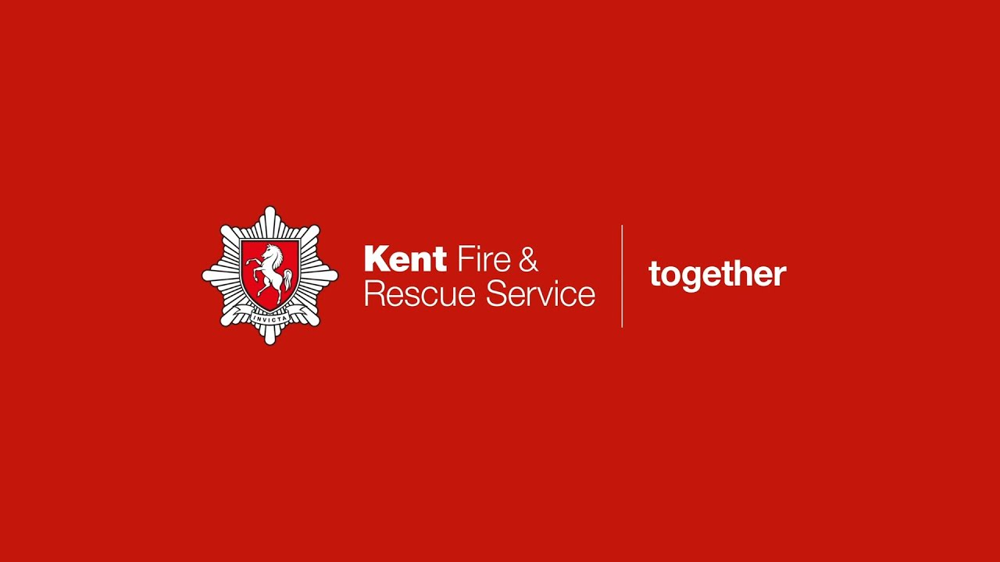 INVICTA
Kent Fire &
Rescue Service
together